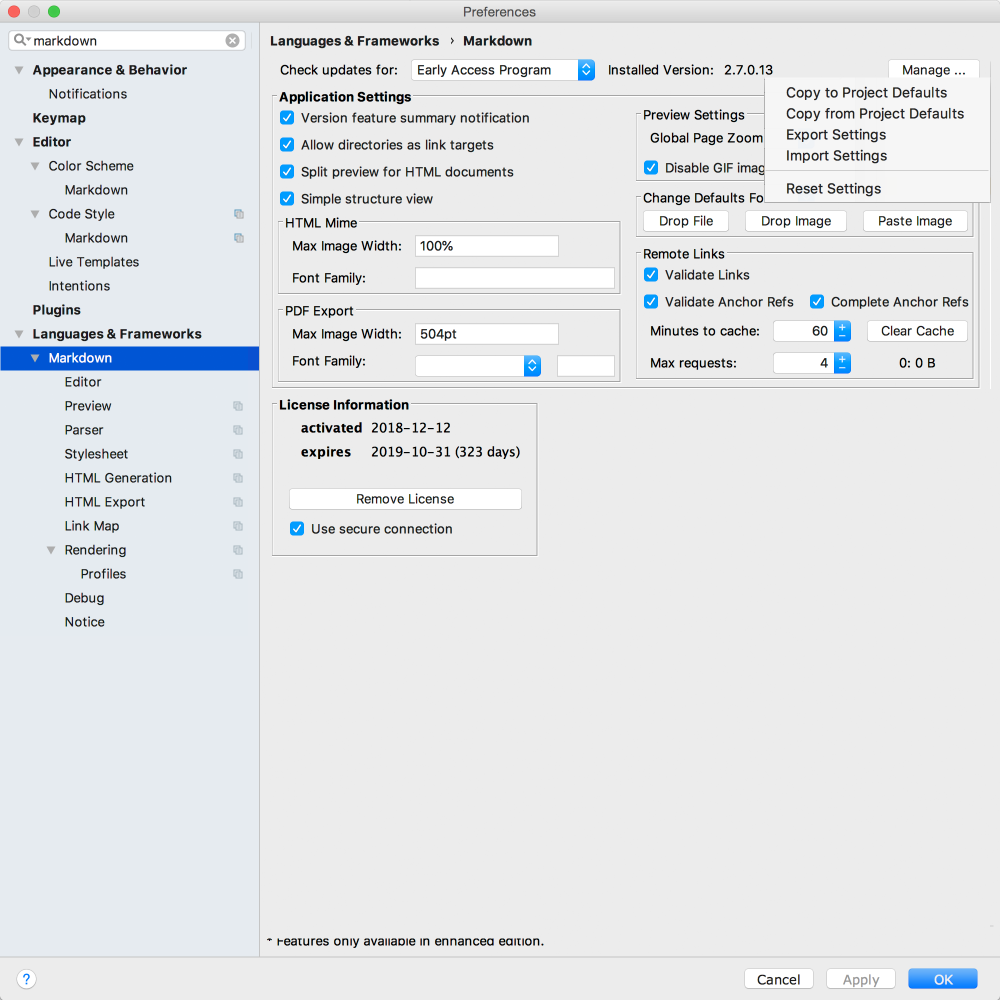 Preferences
markdown
Appearance & Behavior
Notifications
Keymap
Editor
Color Scheme
Markdown
Code Style
Markdown
Live Templates
Intentions
Plugins
Languages & Frameworks
Markdown
Editor
Preview
Parser
Stylesheet
HTML Generation
HTML Export
Link Map
Rendering
Profiles
Debug
Notice
Languages & Frameworks › Markdown
Check updates for: Early Access Program Installed Version: 2.7.0.13 Manage ...
Copy to Project Defaults
Copy from Project Defaults
Export Settings
Import Settings
Reset Settings
Application Settings
Version feature summary notification
Allow directories as link targets
Split preview for HTML documents
Simple structure view
HTML Mime
Max Image Width: 100%
Font Family:
PDF Export
Max Image Width: 504pt
Font Family:
Preview Settings
Global Page Zoom
Disable GIF imag
Change Defaults Fo
Drop File Drop Image Paste Image
Remote Links
Validate Links
Validate Anchor Refs Complete Anchor Refs
Minutes to cache: 60 Clear Cache
Max requests: 4 0: 0 B
License Information
activated 2018-12-12
expires 2019-10-31 (323 days)
Remove License
Use secure connection
* Features only available in enhanced edition.
? Cancel Apply OK